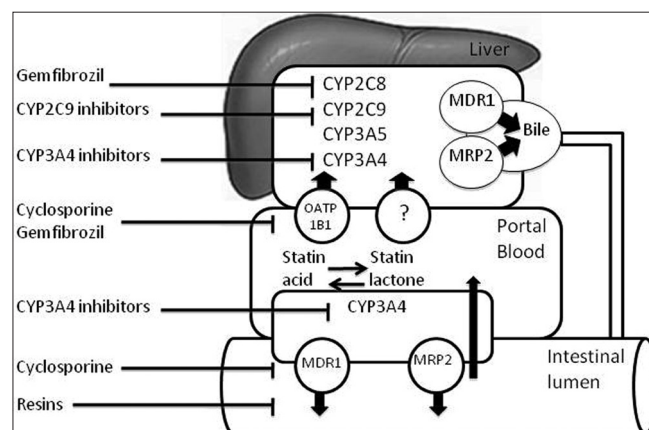 Liver
Gemfibrozil
CYP2C8
CYP2C9 inhibitors
CYP2C9
CYP3A5
CYP3A4 inhibitors
CYP3A4
MDR1
MRP2
Bile
Cyclosporine
Gemfibrozil
OATP
1B1
?
Portal
Blood
Statin
acid
Statin
lactone
CYP3A4 inhibitors
CYP3A4
Cyclosporine
MDR1
MRP2
Intestinal
lumen
Resins